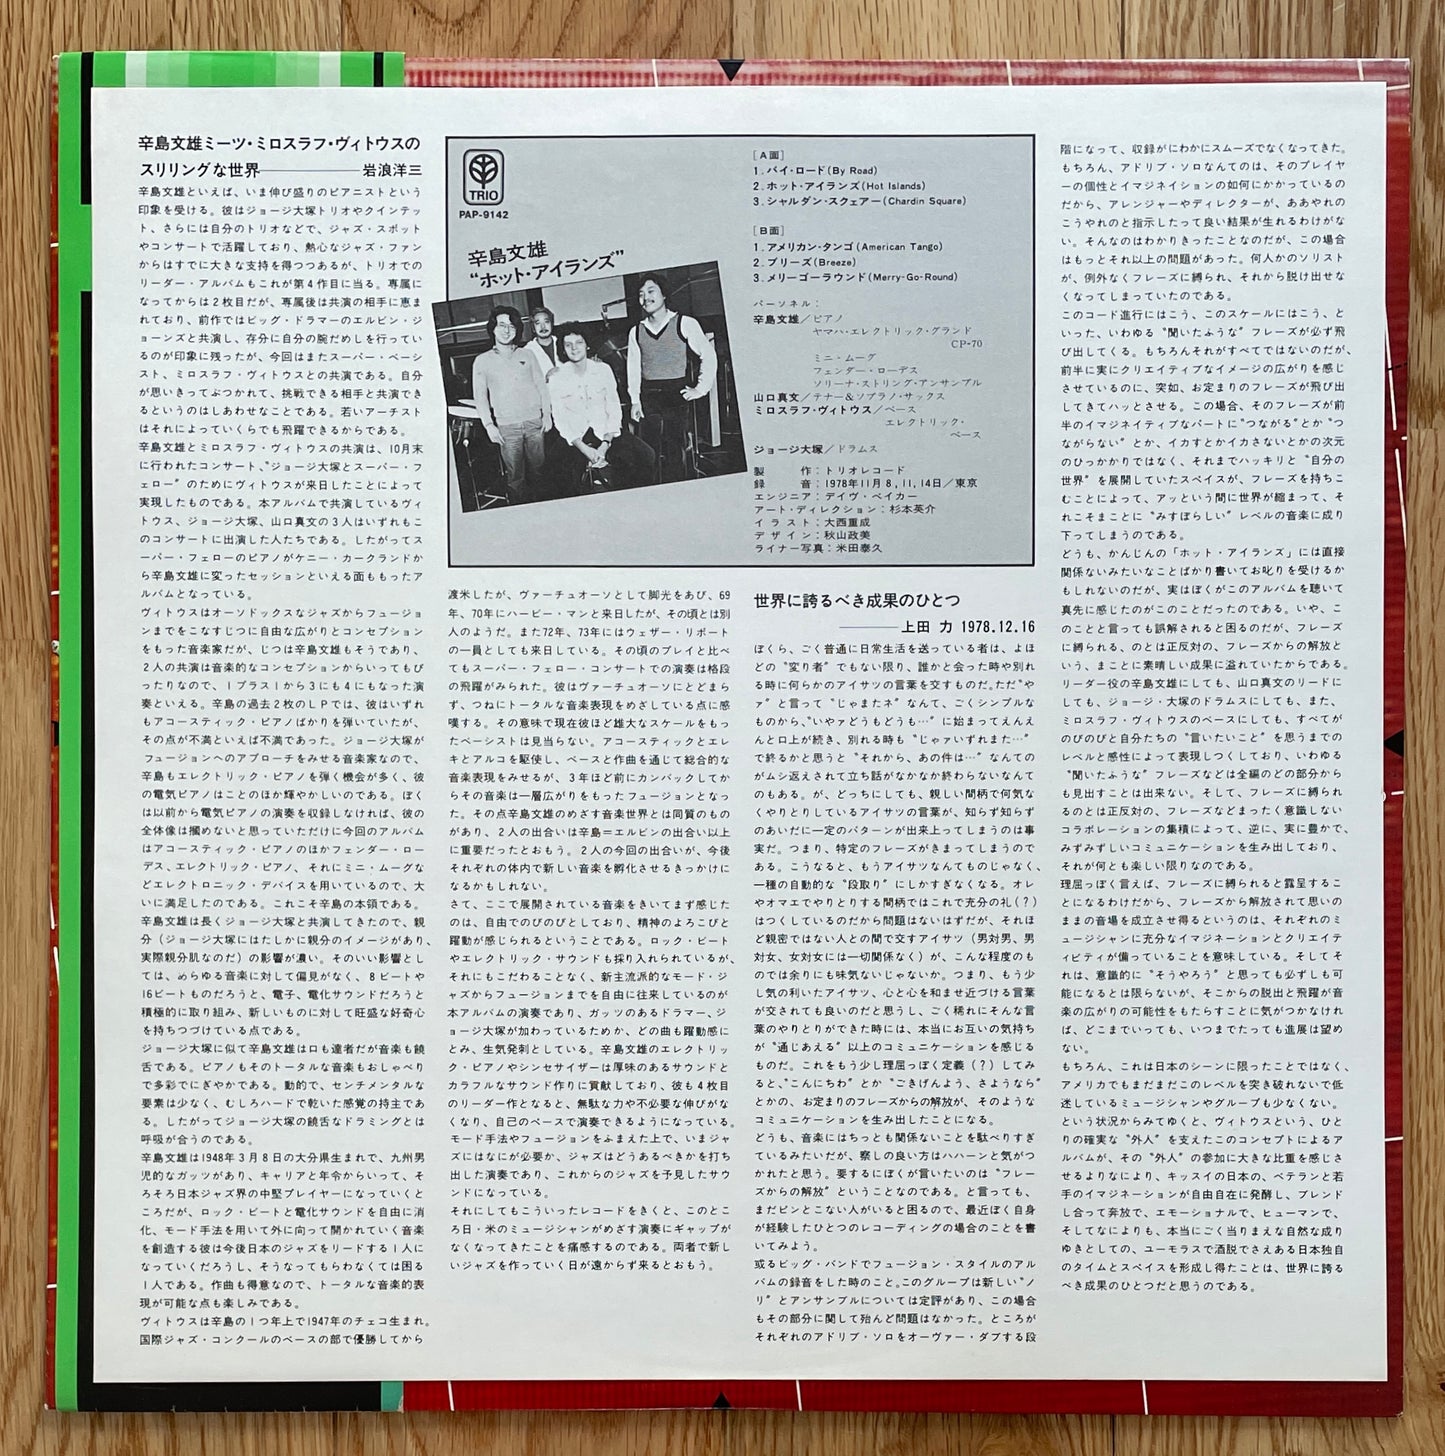 辛島文雄ミーツ・ミロスラフ・ヴィトウスの
スリリングな世界――――岩浪洋三
辛島文雄といえば、いま伸び盛りのピアニストという
印象を受ける。彼はジョージ大塚トリオやクインテッ
ト、さらには自分のトリオなどで、ジャズ・スポット
やコンサートで活躍しており、熱心なジャズ・ファン
からはすでに大きな支持を得つつあるが、トリオでの
リーダー・アルバムもこれが第4作目に当る。専属に
なってからは2枚目だが、専属後は共演の相手に恵ま
れており、前作ではビッグ・ドラマーのエルビン・ジ
ョーンズと共演し、存分に自分の腕だめしを行ってい
るのが印象に残ったが、今回はまたスーパー・ベーシ
スト、ミロスラフ・ヴィトウスとの共演である。自分
が思いきってぶつかれて、挑戦できる相手と共演でき
るというのはしあわせなことである。若いアーチスト
はそれによっていくらでも飛躍できるからである。
辛島文雄とミロスラフ・ヴィトウスの共演は、10月末
に行われたコンサート、“ジョージ大塚とスーパー・フ
ェロー”のためにヴィトウスが来日したことによって
実現したものである。本アルバムで共演しているヴィ
トウス、ジョージ大塚、山口真文の3人はいずれもこ
のコンサートに出演した人たちである。したがってス
ーパー・フェローのピアノがケニー・カークランドか
ら辛島文雄に変ったセッションといえる面ももったア
ルバムとなっている。
ヴィトウスはオーソドックスなジャズからフュージョ
ンまでをこなすじつに自由な広がりとコンセプション
をもった音楽家だが、じつは辛島文雄もそうであり、
2人の共演は音楽的なコンセプションからいってもぴ
ったりなので、1プラス1から3にも4にもなった演
奏といえる。辛島の過去2枚のLPでは、彼はいずれ
もアコースティック・ピアノばかりを弾いていたが、
その点が不満といえば不満であった。ジョージ大塚が
フュージョンへのアプローチをみせる音楽家なので、
辛島もエレクトリック・ピアノを弾く機会が多く、彼
の電気ピアノはことのほか輝やかしいのである。ぼく
は以前から電気ピアノの演奏を収録しなければ、彼の
全体像は摑めないと思っていただけに今回のアルバム
はアコースティック・ピアノのほかフェンダー・ロー
デス、エレクトリック・ピアノ、それにミニ・ムーグな
どエレクトロニック・デバイスを用いているので、大
いに満足したのである。これこそ辛島の本領である。
辛島文雄は長くジョージ大塚と共演してきたので、親
分（ジョージ大塚にはたしかに親分のイメージがあり、
実際親分肌なのだ）の影響が濃い。そのいい影響とし
ては、あらゆる音楽に対して偏見がなく、8ビートや
16ビートものだろうと、電子、電化サウンドだろうと
積極的に取り組み、新しいものに対して旺盛な好奇心
を持ちつづけている点である。
ジョージ大塚に似て辛島文雄は口も達者だが音楽も饒
舌である。ピアノもそのトータルな音楽もおしゃべり
で多彩でにぎやかである。動的で、センチメンタルな
要素は少なく、むしろハードで乾いた感覚の持主であ
る。したがってジョージ大塚の饒舌なドラミングとは
呼吸が合うのである。
辛島文雄は1948年3月8日の大分県生まれで、九州男
児的なガッツがあり、キャリアと年令からいって、そ
ろそろ日本ジャズ界の中堅プレイヤーになっていくと
ころだが、ロック・ビートと電化サウンドを自由に消
化、モード手法を用いて外に向って開かれていく音楽
を創造する彼は今後日本のジャズをリードする1人に
なっていくだろうし、そうなってもらわなくては困る
1人である。作曲も得意なので、トータルな音楽的表
現が可能な点も楽しみである。
ヴィトウスは辛島の1つ年上で1947年のチェコ生まれ。
国際ジャズ・コンクールのベースの部で優勝してから
TRIO
PAP-9142
辛島文雄
“ホット・アイランズ”
［A面］
1．バイ・ロード(By Road)
2．ホット・アイランズ(Hot Islands)
3．シャルダン・スクェアー(Chardin Square)
［B面］
1．アメリカン・タンゴ(American Tango)
2．ブリーズ(Breeze)
3．メリーゴーラウンド(Merry-Go-Round)
パーソネル：
辛島文雄／ピアノ
ヤマハ・エレクトリック・グランド
CP-70
ミニ・ムーグ
フェンダー・ローデス
ソリーナ・ストリング・アンサンブル
山口真文／テナー＆ソプラノ・サックス
ミロスラフ・ヴィトウス／ベース
エレクトリック・
ベース
ジョージ大塚／ドラムス
製　作：トリオレコード
録　音：1978年11月8,11,14日／東京
エンジニア：デイヴ・ベイカー
アート・ディレクション：杉本英介
イラスト：大西重成
デザイン：秋山政美
ライナー写真：米田泰久
渡米したが、ヴァーチュオーソとして脚光をあび、69
年、70年にハービー・マンと来日したが、その頃とは別
人のようだ。また72年、73年にはウェザー・リポート
の一員としても来日している。その頃のプレイと比べ
てもスーパー・フェロー・コンサートでの演奏は格段
の飛躍がみられた。彼はヴァーチュオーソにとどまら
ず、つねにトータルな音楽表現をめざしている点に感
嘆する。その意味で現在彼ほど雄大なスケールをもっ
たベーシストは見当らない。アコースティックとエレ
キとアルコを駆使し、ベースと作曲を通じて総合的な
音楽表現をみせるが、3年ほど前にカンバックしてか
らその音楽は一層広がりをもったフュージョンとなっ
た。その点辛島文雄のめざす音楽世界とは同質のもの
があり、2人の出合いは辛島＝エルビンの出合い以上
に重要だったとおもう。2人の今回の出合いが、今後
それぞれの体内で新しい音楽を孵化させるきっかけに
なるかもしれない。
さて、ここで展開されている音楽をきいてまず感じた
のは、自由でのびのびとしており、精神のよろこびと
躍動が感じられるということである。ロック・ビート
やエレクトリック・サウンドも採り入れられているが、
それにもこだわることなく、新主流派的なモード・ジ
ャズからフュージョンまでを自由に往来しているのが
本アルバムの演奏であり、ガッツのあるドラマー、ジ
ョージ大塚が加わっているためか、どの曲も躍動感に
とみ、生気発刺としている。辛島文雄のエレクトリッ
ク・ピアノやシンセサイザーは厚味のあるサウンドと
カラフルなサウンド作りに貢献しており、彼も4枚目
のリーダー作となると、無駄な力や不必要な伸びがな
くなり、自己のペースで演奏できるようになっている。
モード手法やフュージョンをふまえた上で、いまジャ
ズにはなにが必要か、ジャズはどうあるべきかを打ち
出した演奏であり、これからのジャズを予見したサウ
ンドになっている。
それにしてもこういったレコードをきくと、このとこ
ろ日・米のミュージシャンがめざす演奏にギャップが
なくなってきたことを痛感するのである。両者で新し
いジャズを作っていく日が遠からず来るとおもう。
世界に誇るべき成果のひとつ
――――上田 力 1978.12.16
ぼくら、ごく普通に日常生活を送っている者は、よほ
どの“変り者”でもない限り、誰かと会った時や別れ
る時に何らかのアイサツの言葉を交すものだ。ただ“や
ァ”と言って“じゃまたネ”なんて、ごくシンプルな
ものから、“いやァどうもどうも…”に始まってえんえ
んと口上が続き、別れる時も“じゃァいずれまた…”
で終るかと思うと“それから、あの件は…”なんての
がムシ返えされて立ち話がなかなか終わらないなんて
のもある。が、どっちにしても、親しい間柄で何気な
くやりとりしているアイサツの言葉が、知らず知らず
のあいだに一定のパターンが出来上ってしまうのは事
実だ。つまり、特定のフレーズがきまってしまうので
ある。こうなると、もうアイサツなんてものじゃなく、
一種の自動的な“段取り”にしかすぎなくなる。オレ
やオマエでやりとりする間柄ではこれで充分の礼(？)
はつくしているのだから問題はないはずだが、それほ
ど親密ではない人との間で交すアイサツ（男対男、男
対女、女対女には一切関係なく）が、こんな程度のも
のでは余りにも味気ないじゃないか。つまり、もう少
し気の利いたアイサツ、心と心を和ませ近づける言葉
が交されても良いのだと思うし、ごく稀れにそんな言
葉のやりとりができた時には、本当にお互いの気持ち
が“通じあえる”以上のコミュニケーションを感じる
ものだ。これをもう少し理屈っぽく定義（？）してみ
ると、“こんにちわ”とか“ごきげんよう、さようなら”
とかの、お定まりのフレーズからの解放が、そのような
コミュニケーションを生み出したことになる。
どうも、音楽にはちっとも関係ないことを駄べりすぎ
ているみたいだが、察しの良い方はハハーンと気がつ
かれたと思う。要するにぼくが言いたいのは“フレー
ズからの解放”ということなのである。と言っても、
まだピンとこない人がいると困るので、最近ぼく自身
が経験したひとつのレコーディングの場合のことを書
いてみよう。
或るビッグ・バンドでフュージョン・スタイルのアル
バムの録音をした時のこと。このグループは新しい“ノ
リ”とアンサンブルについては定評があり、この場合
もその部分に関して殆んど問題はなかった。ところが
それぞれのアドリブ・ソロをオーヴァー・ダブする段
階になって、収録がにわかにスムーズでなくなってきた。
もちろん、アドリブ・ソロなんてのは、そのプレイヤ
ーの個性とイマジネイションの如何にかかっているの
だから、アレンジャーやディレクターが、ああやれの
こうやれのと指示したって良い結果が生れるわけがな
い。そんなのはわかりきったことなのだが、この場合
はもっとそれ以上の問題があった。何人かのソリスト
が、例外なくフレーズに縛られ、それから脱け出せな
くなってしまっていたのである。
このコード進行にはこう、このスケールにはこう、と
いった、いわゆる“聞いたふうな”フレーズが必ず飛
び出してくる。もちろんそれがすべてではないのだが、
前半に実にクリエイティブなイメージの広がりを感じ
させているのに、突如、お定まりのフレーズが飛び出
してきてハッとさせる。この場合、そのフレーズが前
半のイマジネイティブなパートに“つながる”とか“つ
ながらない”とか、イカすとかイカさないとかの次元
のひっかかりではなく、それまでハッキリと“自分の
世界”を展開していたスペイスが、フレーズを持ちこ
むことによって、アッという間に世界が縮まって、そ
れこそまことに“みすぼらしい”レベルの音楽に成り
下ってしまうのである。
どうも、かんじんの「ホット・アイランズ」には直接
関係ないみたいなことばかり書いてお叱りを受けるか
もしれないのだが、実はぼくがこのアルバムを聴いて
真先に感じたのがこのことだったのである。いや、こ
のことと言っても誤解されると困るのだが、フレーズ
に縛られる、のとは正反対の、フレーズからの解放と
いう、まことに素晴しい成果に溢れていたからである。
リーダー役の辛島文雄にしても、山口真文のリードに
しても、ジョージ・大塚のドラムスにしても、また、
ミロスラフ・ヴィトウスのベースにしても、すべてが
のびのびと自分たちの“言いたいこと”を思うまでの
レベルと感性によって表現しつくしており、いわゆる
“聞いたふうな”フレーズなどは全編のどの部分から
も見出すことは出来ない。そして、フレーズに縛られ
るのとは正反対の、フレーズなどまったく意識しない
コラボレーションの集積によって、逆に、実に豊かで、
みずみずしいコミュニケーションを生み出しており、
それが何とも楽しい限りなのである。
理屈っぽく言えば、フレーズに縛られると露呈するこ
とになるわけだから、フレーズから解放されて思いの
ままの音場を成立させ得るというのは、それぞれのミ
ュージシャンに充分なイマジネーションとクリエイテ
ィビティが備っていることを意味している。そしてそ
れは、意識的に“そうやろう”と思っても必ずしも可
能になるとは限らないが、そこからの脱出と飛躍が音
楽の広がりの可能性をもたらすことに気がつかなけれ
ば、どこまでいっても、いつまでたっても進展は望め
ない。
もちろん、これは日本のシーンに限ったことではなく、
アメリカでもまだまだこのレベルを突き破れないで低
迷しているミュージシャンやグループも少なくない。
という状況からみてゆくと、ヴィトウスという、ひと
りの確実な“外人”を支えたこのコンセプトによるア
ルバムが、その“外人”の参加に大きな比重を感じさ
せるよりなにより、キッスイの日本の、ベテランと若
手のイマジネーションが自由自在に発酵し、ブレンド
し合って奔放で、エモーショナルで、ヒューマンで、
そしてなによりも、本当にごく当りまえな自然な成り
ゆきとしての、ユーモラスで洒脱でさえある日本独自
のタイムとスペイスを形成し得たことは、世界に誇る
べき成果のひとつだと思うのである。